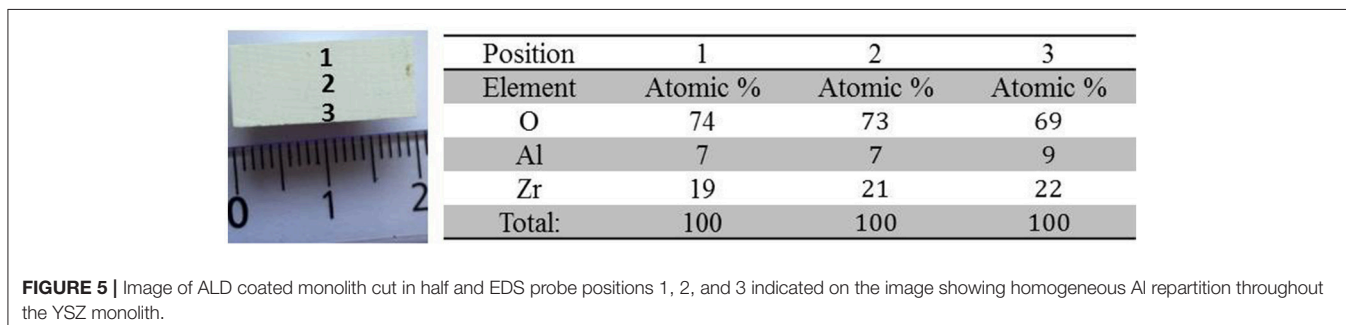 1
2
3
0 1 2
Position 1 2 3
Element Atomic % Atomic % Atomic %
O 74 73 69
Al 7 7 9
Zr 19 21 22
Total: 100 100 100
FIGURE 5 | Image of ALD coated monolith cut in half and EDS probe positions 1, 2, and 3 indicated on the image showing homogeneous Al repartition throughout
the YSZ monolith.